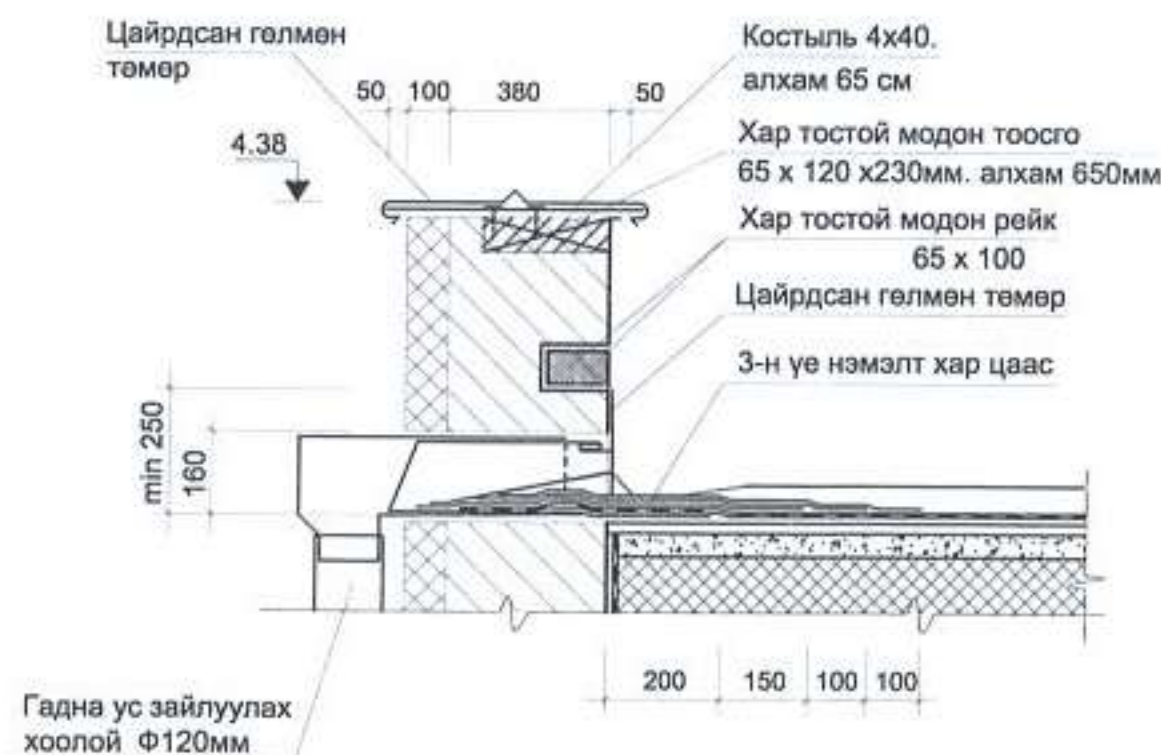 Цайрдсан гөлмөн
төмөр
Костыль 4x40.
алхам 65 см
50 100 380 50
4.38
Хар тостой модон тоосго
65 x 120 x230мм. алхам 650мм
Хар тостой модон рейк
65 x 100
Цайрдсан гөлмөн төмөр
3-н үе нэмэлт хар цаас
min 250
160
200 150 100 100
Гадна ус зайлуулах
хоолой Ф120мм